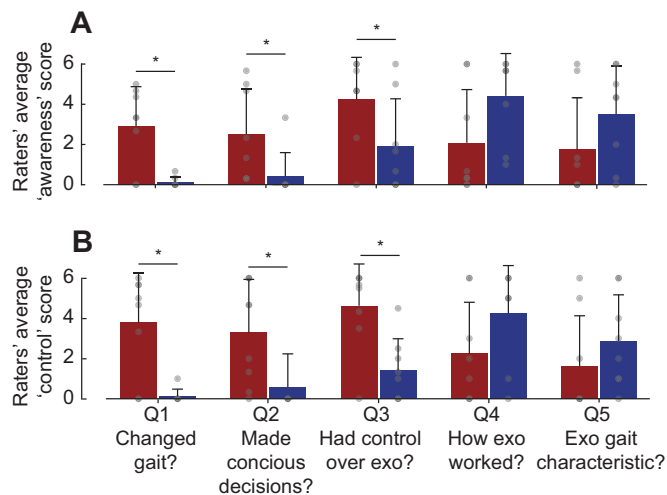 A
Raters' average
'awareness' score
6
4
2
0
*
*
*
B
Raters' average
'control' score
6
4
2
0
*
*
*
Q1
Q2
Q3
Q4
Q5
Changed
gait?
Made
concious
decisions?
Had control
over exo?
How exo
worked?
Exo gait
characteristic?